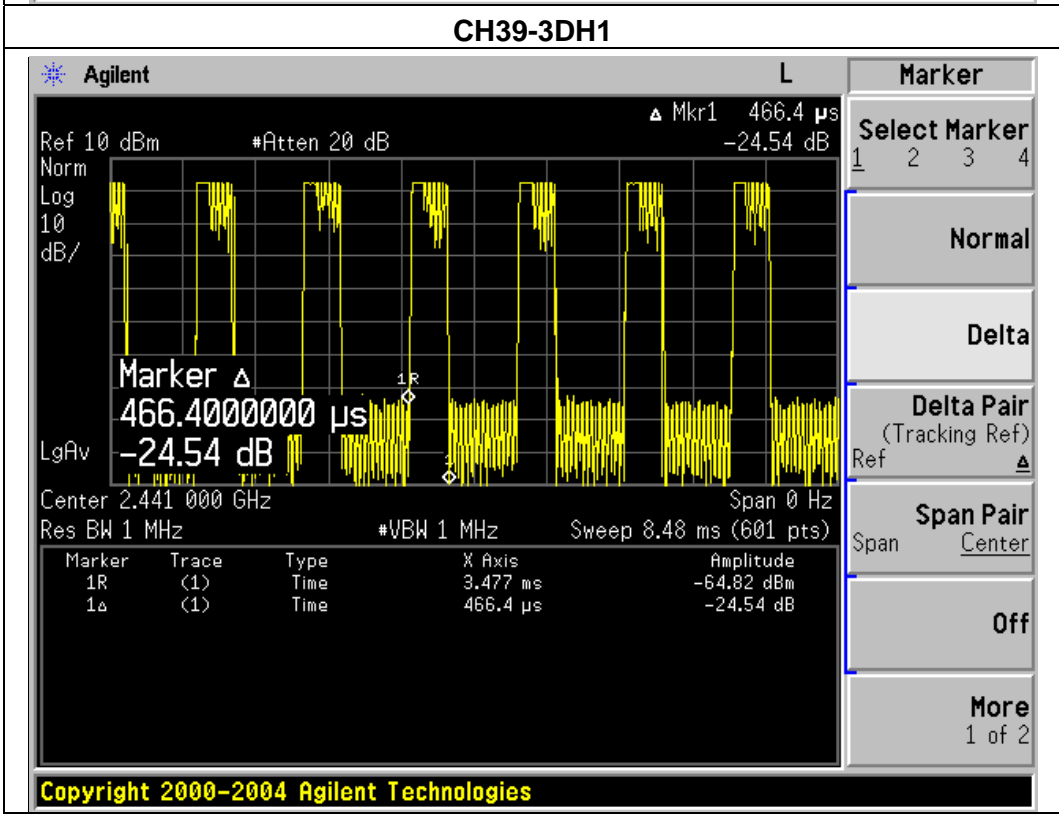 CH39-3DH1
Agilent L Marker
Δ Mkr1 466.4 µs
Ref 10 dBm #Atten 20 dB -24.54 dB
Norm
Log
10
dB/
Select Marker
1 2 3 4
Normal
Delta
1R
Marker Δ
466.4000000 µs
-24.54 dB
1
LgAv
Delta Pair
(Tracking Ref)
Ref Δ
Center 2.441 000 GHz Span 0 Hz
Res BW 1 MHz #VBW 1 MHz Sweep 8.48 ms (601 pts)
Span Pair
Span Center
Marker Trace Type X Axis Amplitude
1R (1) Time 3.477 ms -64.82 dBm
1Δ (1) Time 466.4 µs -24.54 dB
Off
More
1 of 2
Copyright 2000-2004 Agilent Technologies